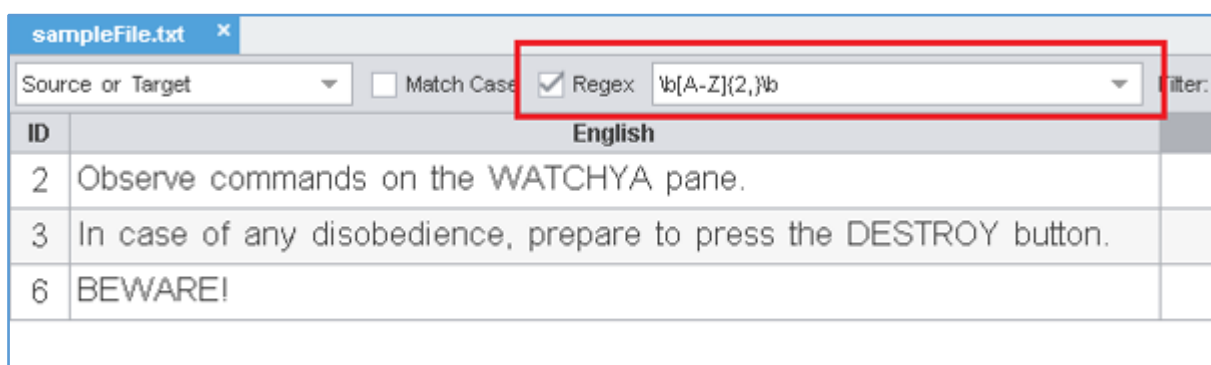 sampleFile.txt ×
Source or Target Match Case Regex \b[A-Z]{2,}\b Filter:
ID English
2 Observe commands on the WATCHYA pane.
3 In case of any disobedience, prepare to press the DESTROY button.
6 BEWARE!